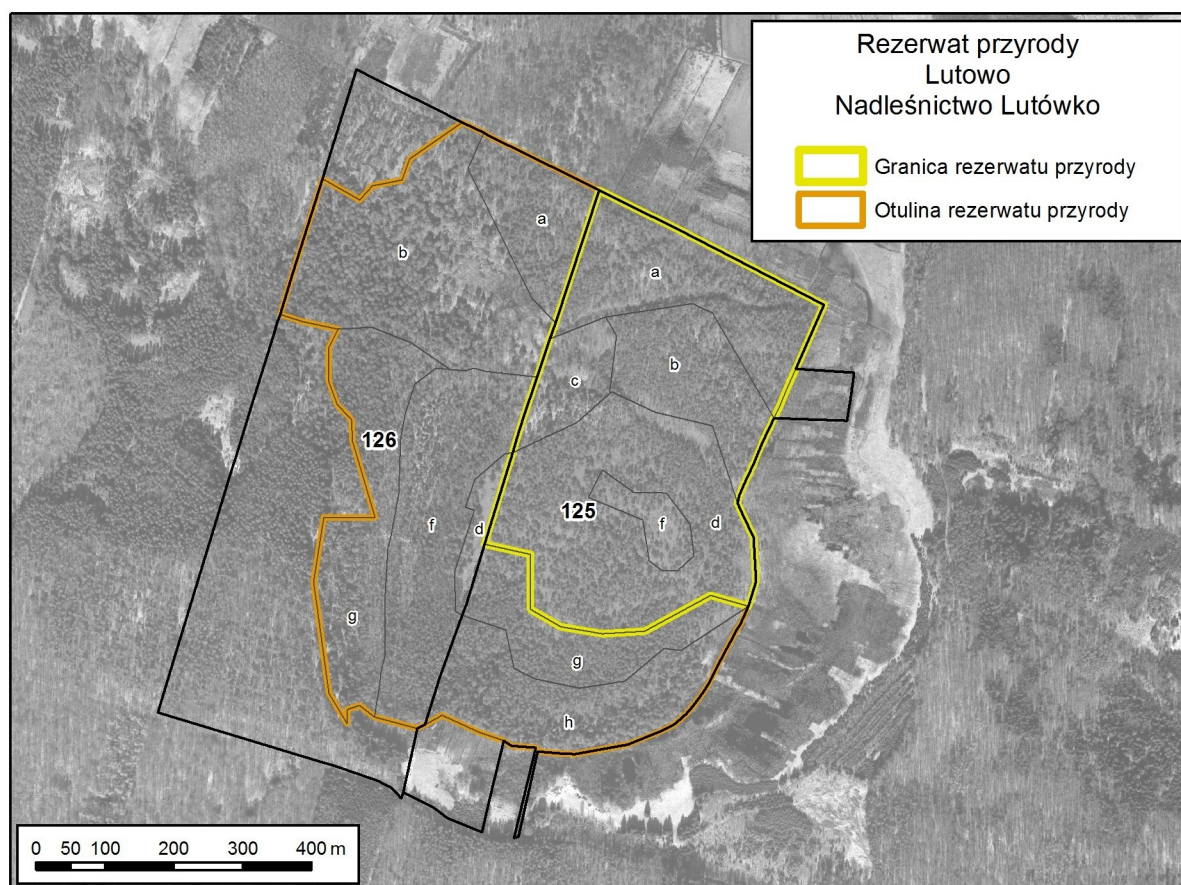 Rezerwat przyrody
Lutowo
Nadleśnictwo Lutówko
Granica rezerwatu przyrody
Otulina rezerwatu przyrody
a
b
a
c
b
126
125
f
d
f
d
g
g
h
0 50 100 200 300 400 m